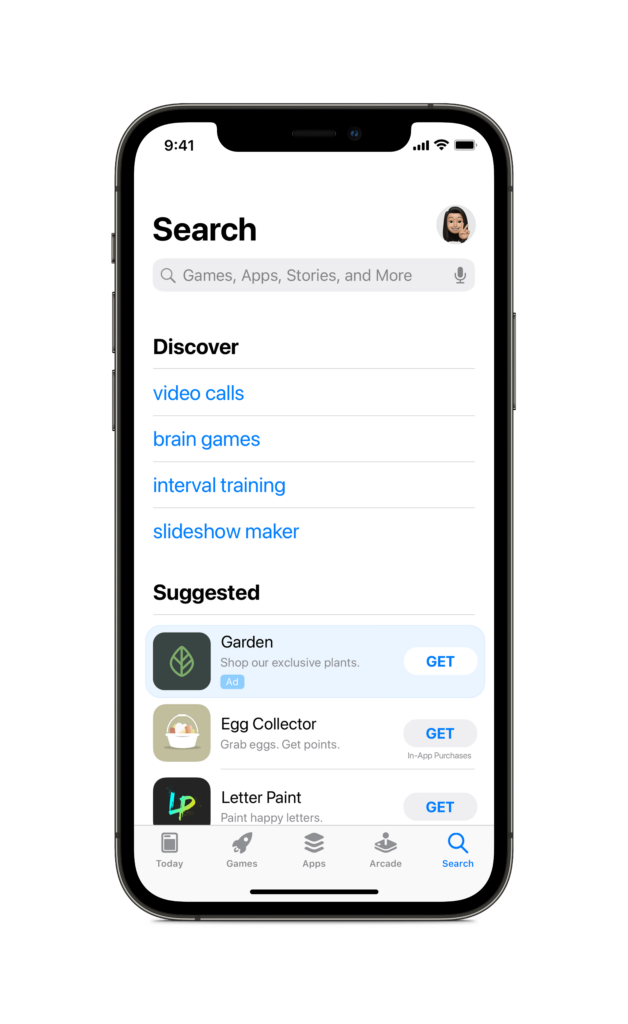 9:41
Search
Games, Apps, Stories, and More
Discover
video calls
brain games
interval training
slideshow maker
Suggested
Garden
Shop our exclusive plants.
Ad
GET
Egg Collector
Grab eggs. Get points.
GET
In-App Purchases
LP
Letter Paint
Paint happy letters.
GET
Today
Games
Apps
Arcade
Search